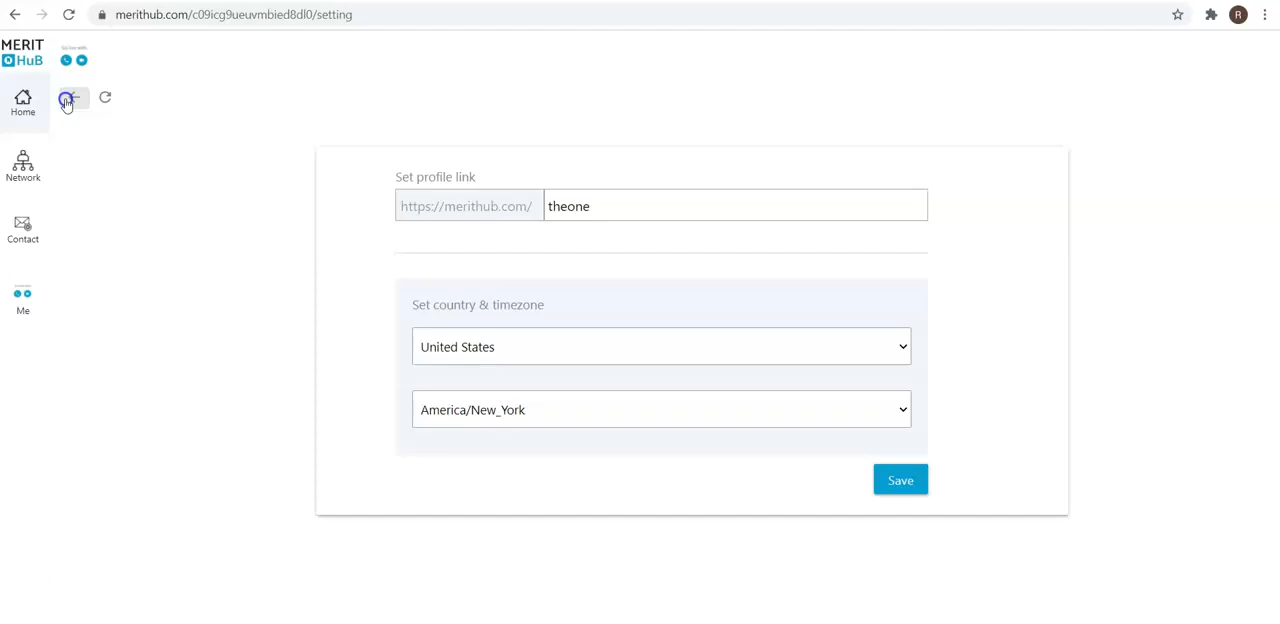 merithub.com/c09icg9ueuvmbied8dl0/setting
R
MERIT
HuB
Home
Network
Contact
Me
Set profile link
https://merithub.com/
theone
Set country & timezone
United States
America/New_York
Save